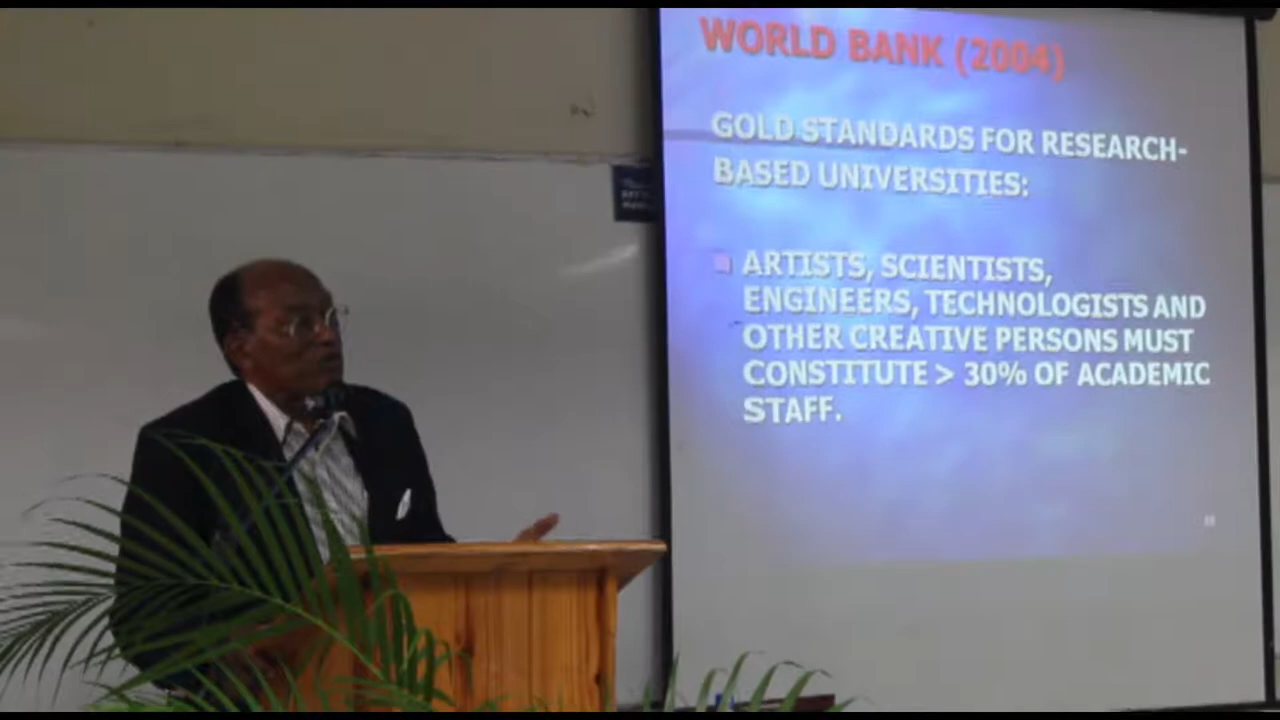 WORLD BANK (2004)
GOLD STANDARDS FOR RESEARCH-
BASED UNIVERSITIES:
ARTISTS, SCIENTISTS,
ENGINEERS, TECHNOLOGISTS AND
OTHER CREATIVE PERSONS MUST
CONSTITUTE > 30% OF ACADEMIC
STAFF.